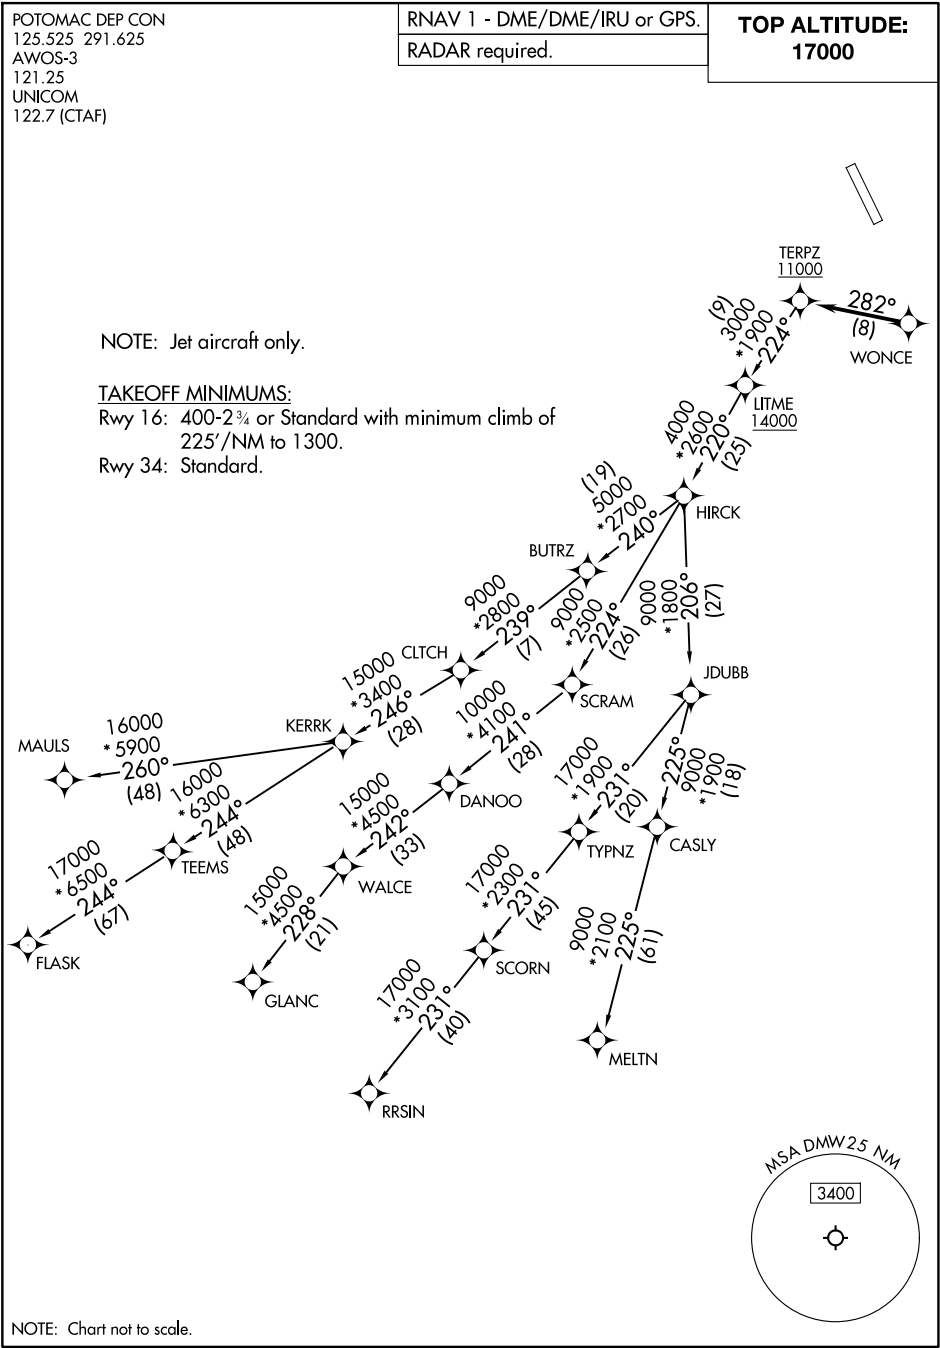 POTOMAC DEP CON
125.525 291.625
AWOS-3
121.25
UNICOM
122.7 (CTAF)
RNAV 1 - DME/DME/IRU or GPS.
RADAR required.
TOP ALTITUDE:
17000
TERPZ
11000
282°
(8)
WONCE
(9)
3000
*1900
224°
LITME
14000
NOTE: Jet aircraft only.
TAKEOFF MINIMUMS:
Rwy 16: 400-2¾ or Standard with minimum climb of
225'/NM to 1300.
Rwy 34: Standard.
4000
*2600
220°
(25)
HIRCK
(19)
5000
*2700
240°
BUTRZ
9000
*2800
239°
(7)
9000
*2500
224°
(26)
9000
*1800
206°
(27)
CLTCH
SCRAM
JDUBB
15000
*3400
246°
(28)
KERRK
10000
*4100
241°
(28)
DANOO
MAULS
16000
*5900
260°
(48)
16000
*6300
244°
(48)
TEEMS
15000
*4500
242°
(33)
WALCE
17000
*1900
231°
(20)
TYPNZ
225°
9000
*1900
(18)
CASLY
17000
*6500
244°
(67)
FLASK
15000
*4500
228°
(21)
GLANC
17000
*2300
231°
(45)
SCORN
9000
*2100
225°
(61)
MELTN
17000
*3100
231°
(40)
RRSIN
MSA DMW 25 NM
3400
NOTE: Chart not to scale.